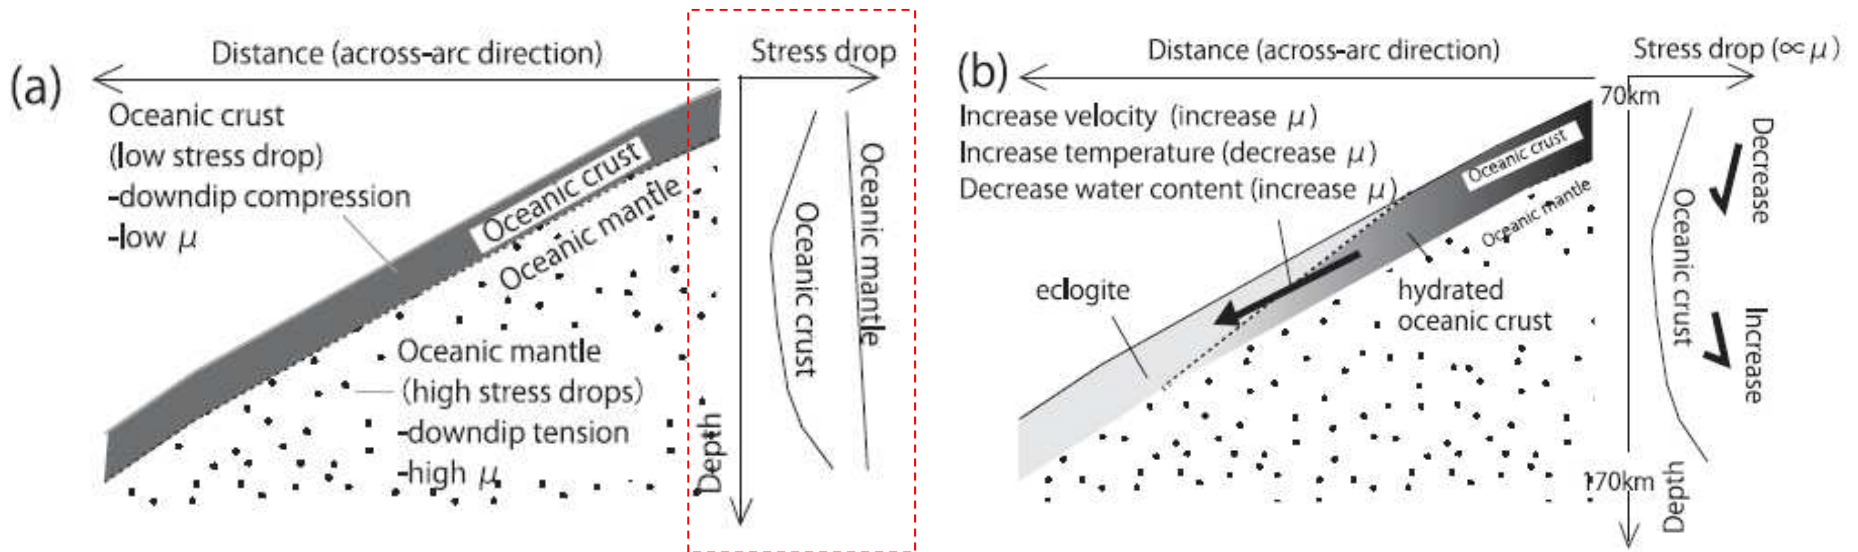 (a)
Distance (across-arc direction)
Stress drop
Oceanic crust
(low stress drop)
-downdip compression
-low μ
Oceanic crust
Oceanic mantle
Oceanic mantle
(high stress drops)
-downdip tension
-high μ
Oceanic crust
Oceanic mantle
Depth
(b)
Distance (across-arc direction)
Stress drop (∝ μ)
70km
Increase velocity (increase μ)
Increase temperature (decrease μ)
Decrease water content (increase μ)
Oceanic crust
Oceanic mantle
eclogite
hydrated
oceanic crust
Oceanic crust
Decrease
Increase
170km
Depth